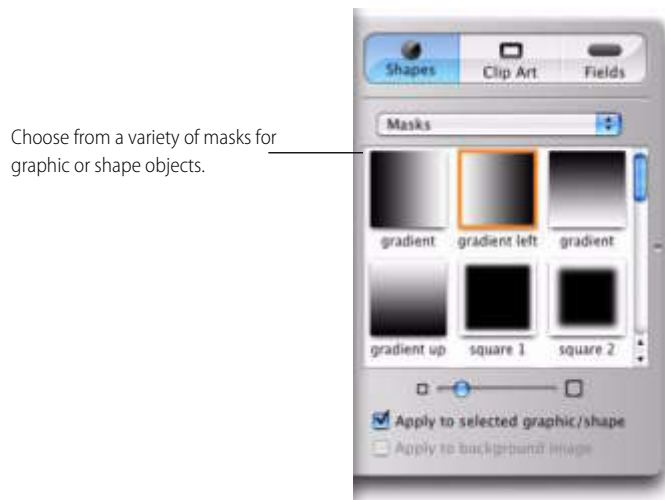 Shapes
Clip Art
Fields
Masks
Choose from a variety of masks for
graphic or shape objects.
gradient
gradient left
gradient
gradient up
square 1
square 2
Apply to selected graphic/shape
Apply to background image